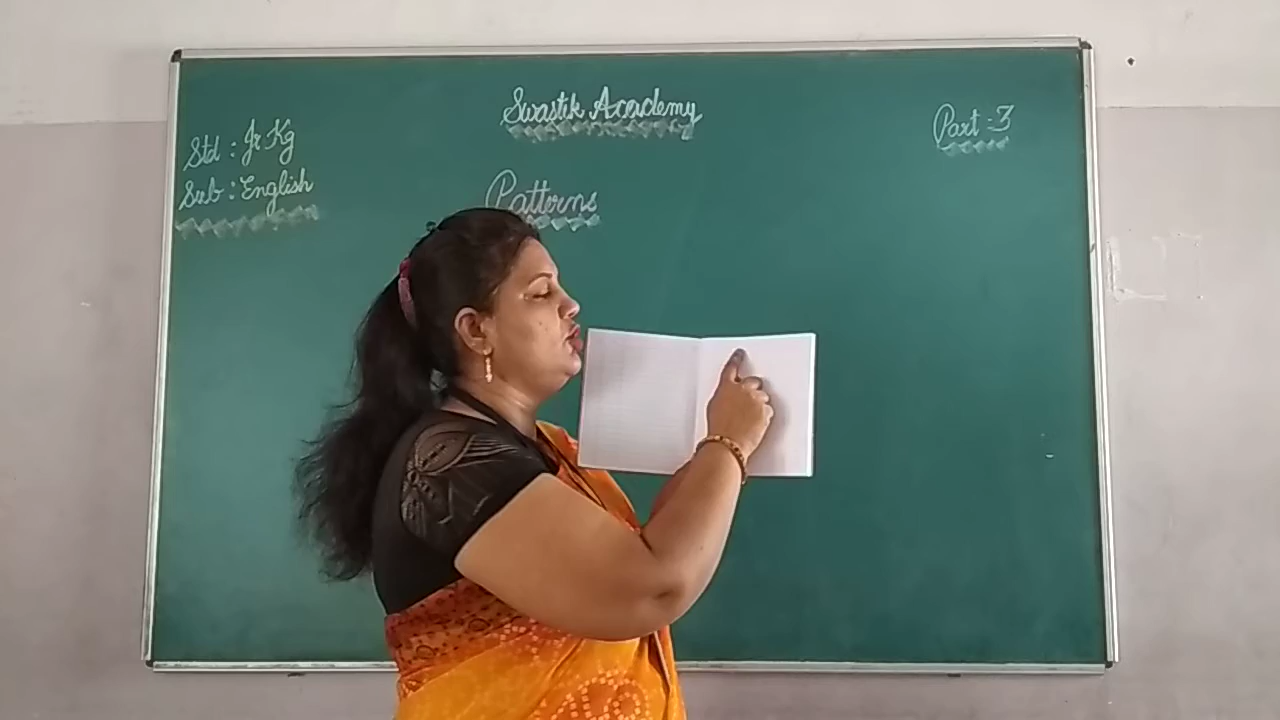 Swastik Academy
Part-3
Std : Jr Kg
Sub : English
Patterns